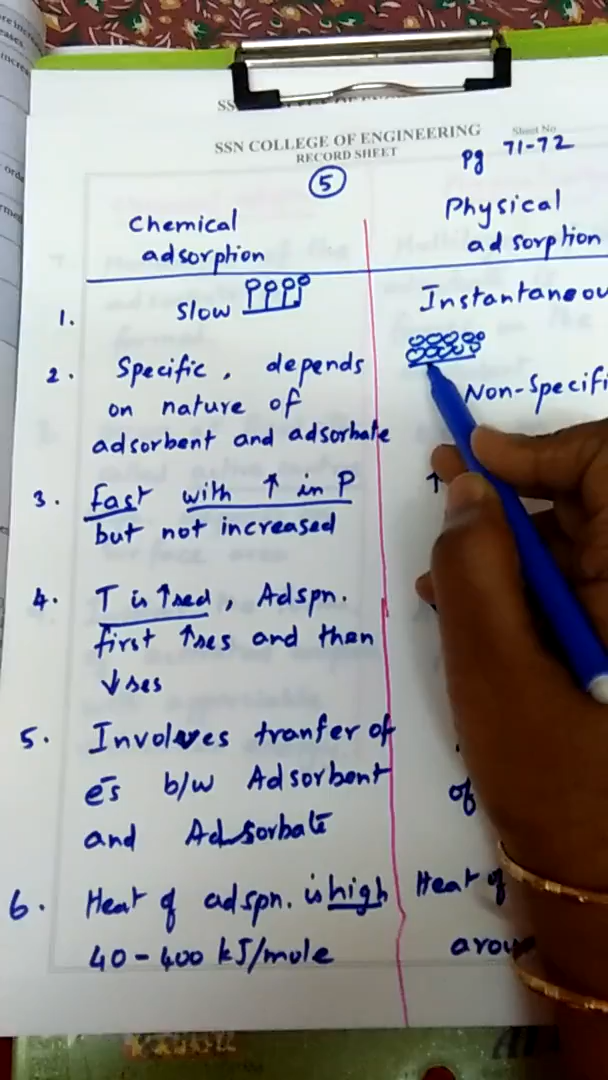 SSN COLLEGE OF ENGINEERING
Sheet No
RECORD SHEET
Pg 71-72
5
Chemical adsorption
Physical adsorption
1. Slow
Instantaneou
2. Specific, depends
on nature of
adsorbent and adsorbate
Non-Specifi
3. Fast with ↑ in P
but not increased
↑
4. T is ↑sed, Adspn.
first ↑ses and then
↓ses
5. Involves tranfer of
e⁻s b/w Adsorbent
of
and Adsorbate
6. Heat of adspn. is high
Heat of
40-400 kJ/mole
arou